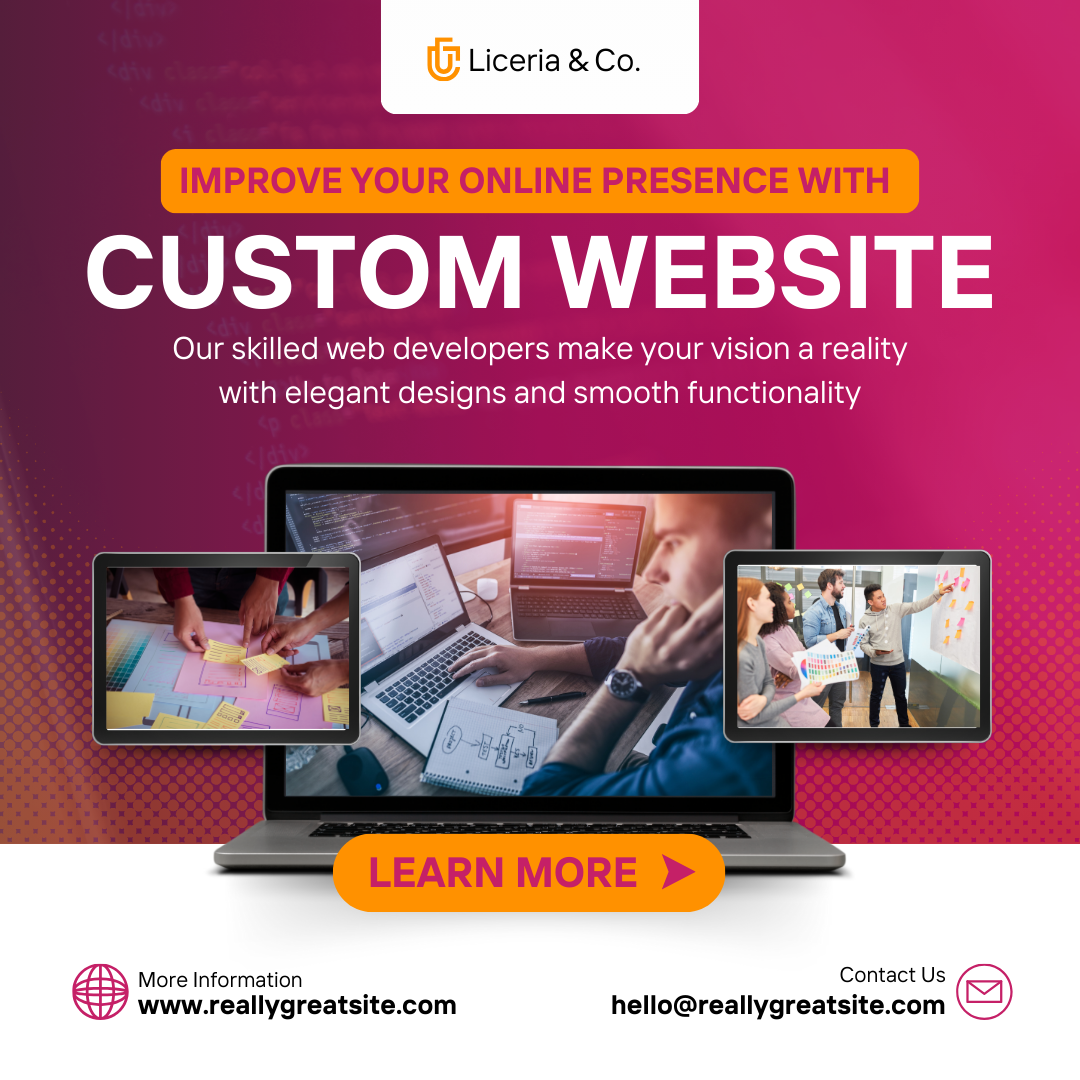 Liceria & Co.
IMPROVE YOUR ONLINE PRESENCE WITH
CUSTOM WEBSITE
Our skilled web developers make your vision a reality
with elegant designs and smooth functionality
LEARN MORE
More Information
www.reallygreatsite.com
Contact Us
hello@reallygreatsite.com